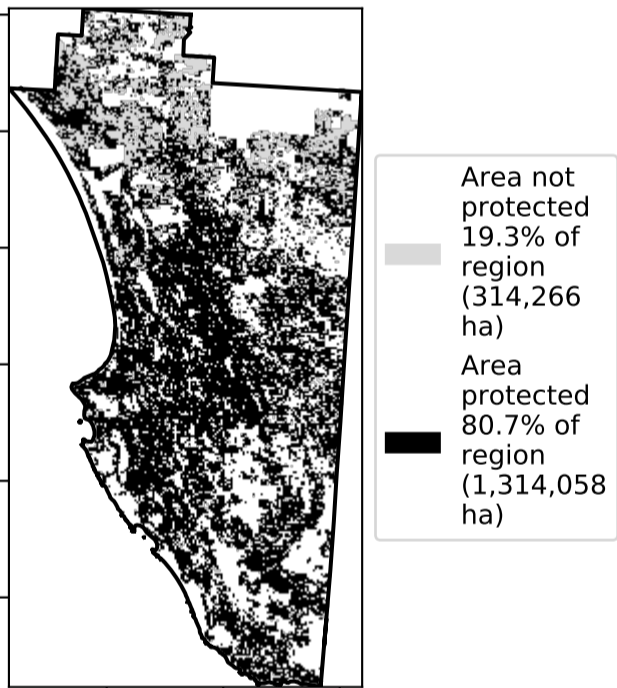 Area not
protected
19.3% of
region
(314,266
ha)
Area
protected
80.7% of
region
(1,314,058
ha)